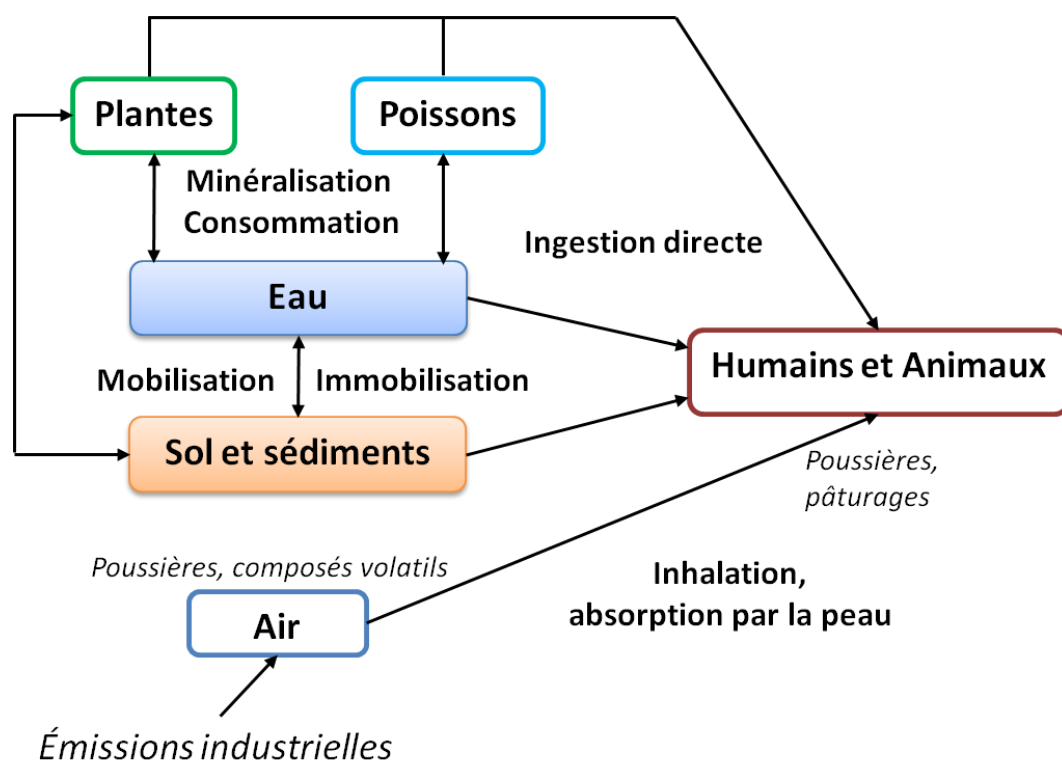 Plantes
Poissons
Minéralisation
Consommation
Ingestion directe
Eau
Humains et Animaux
Mobilisation
Immobilisation
Sol et sédiments
Poussières,
pâturages
Poussières, composés volatils
Inhalation,
absorption par la peau
Air
Émissions industrielles